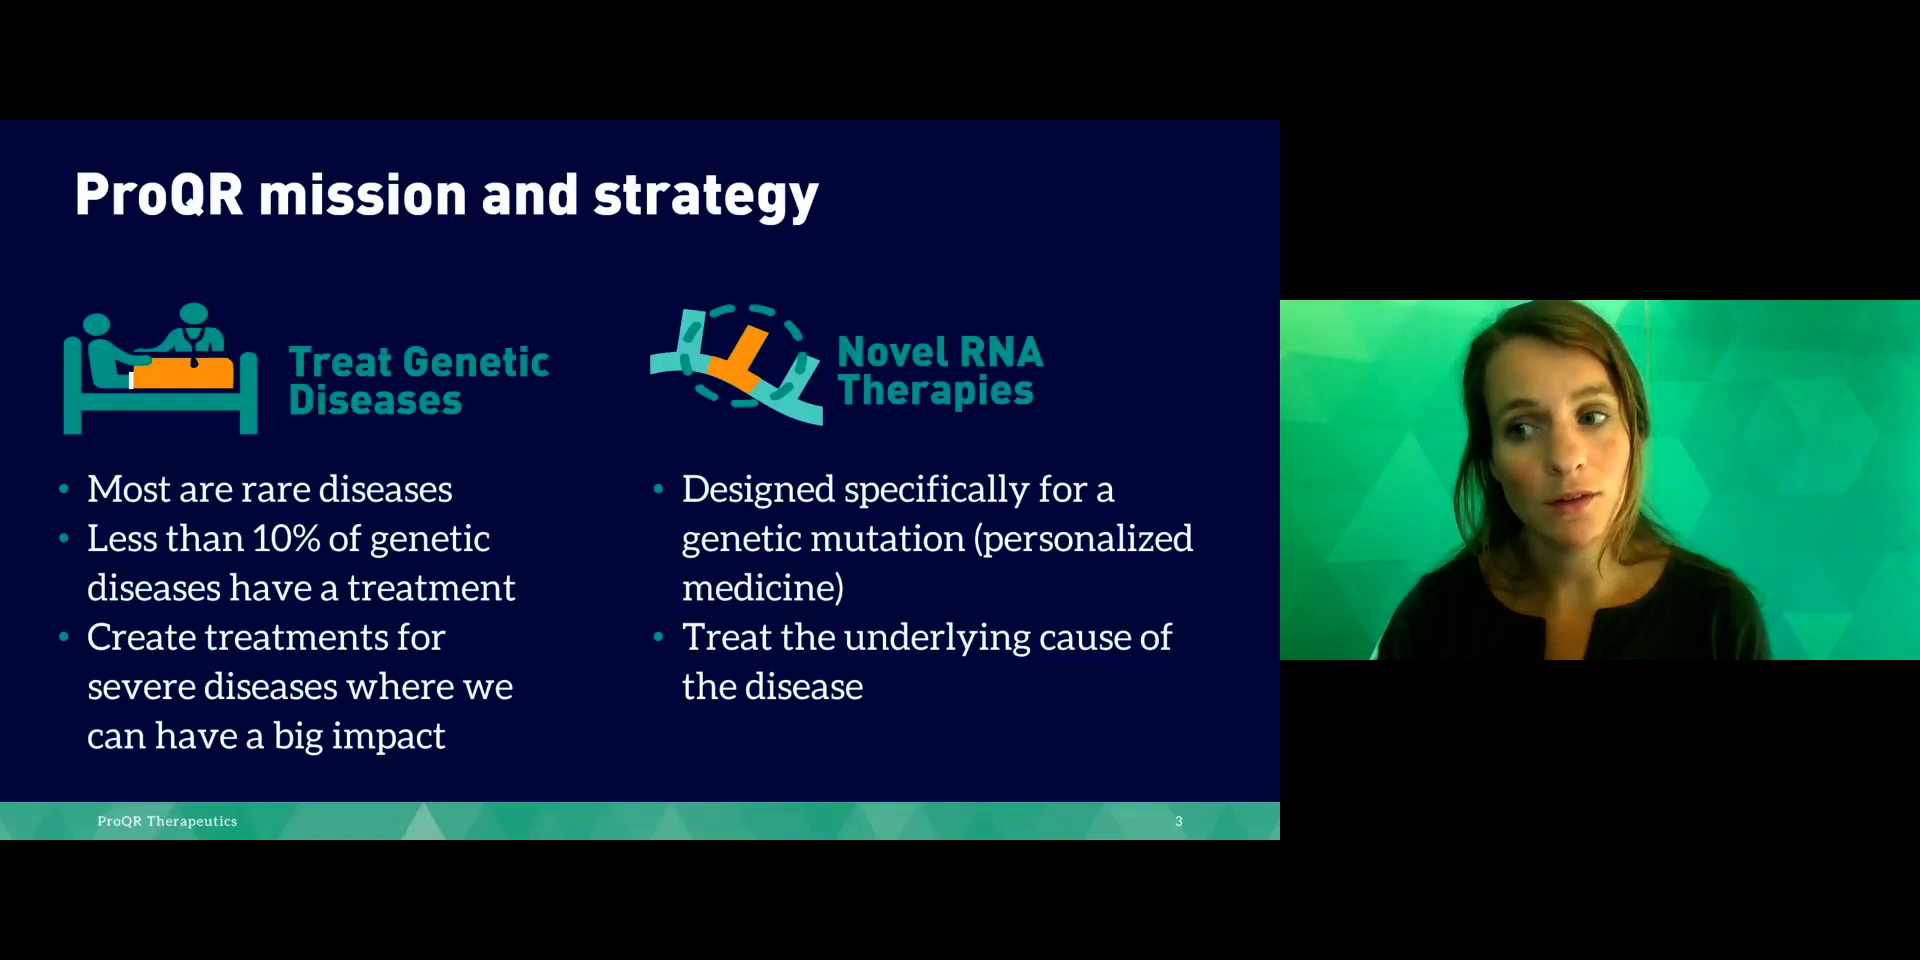 ProQR mission and strategy
Treat Genetic
Diseases
• Most are rare diseases
• Less than 10% of genetic
diseases have a treatment
• Create treatments for
severe diseases where we
can have a big impact
Novel RNA
Therapies
• Designed specifically for a
genetic mutation (personalized
medicine)
• Treat the underlying cause of
the disease
ProQR Therapeutics
3